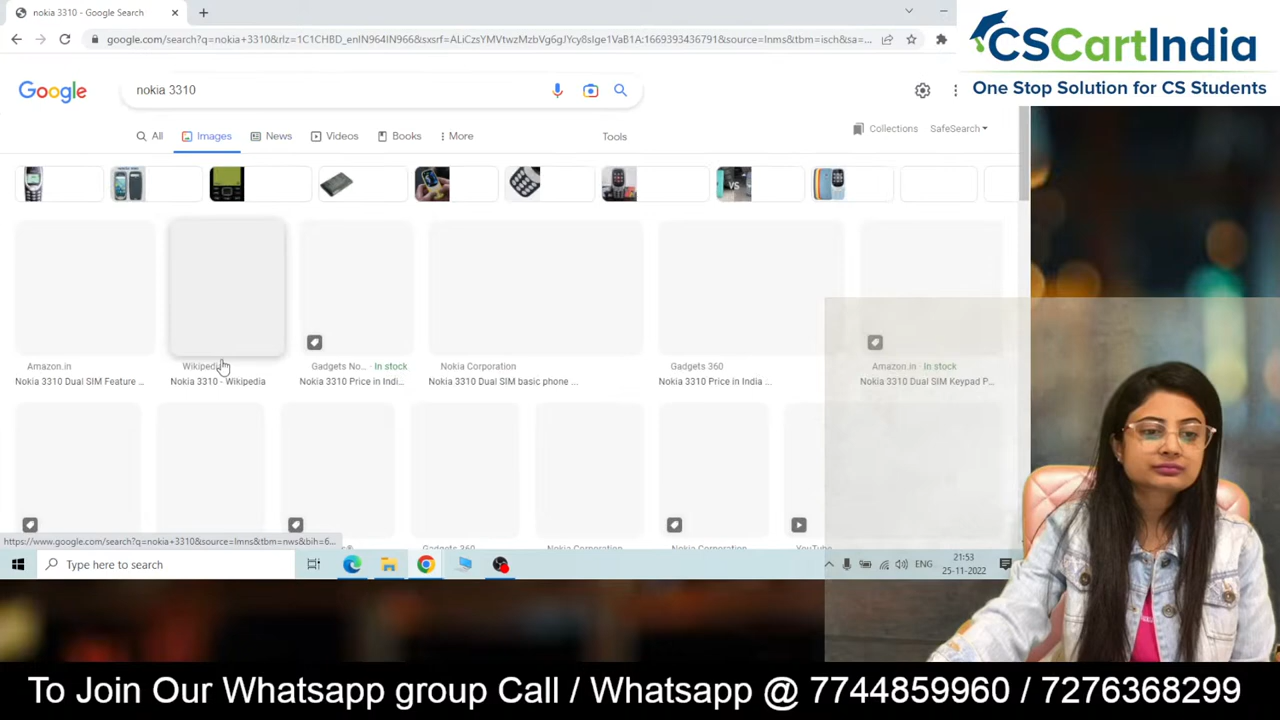 nokia 3310 - Google Search
google.com/search?q=nokia+3310&rlz=1C1CHBD_enIN964IN966&sxsrf=ALiCzsYMVtwzMzbVg6gJYcy8sIge1VaB1A:1669393436791&source=lnms&tbm=isch&sa=...
CSCartIndia
One Stop Solution for CS Students
Google
nokia 3310
All
Images
News
Videos
Books
More
Tools
Collections
SafeSearch
VS
Amazon.in
Nokia 3310 Dual SIM Feature ...
Nokia 3310 - Wikipedia
Gadgets No... · In stock
Nokia 3310 Price in Indi...
Nokia Corporation
Nokia 3310 Dual SIM basic phone ...
Gadgets 360
Nokia 3310 Price in India ...
Amazon.in · In stock
Nokia 3310 Dual SIM Keypad P...
https://www.google.com/search?q=nokia+3310&source=lnms&tbm=nws&bih=6...
Type here to search
ENG
21:53
25-11-2022
To Join Our Whatsapp group Call / Whatsapp @ 7744859960 / 7276368299